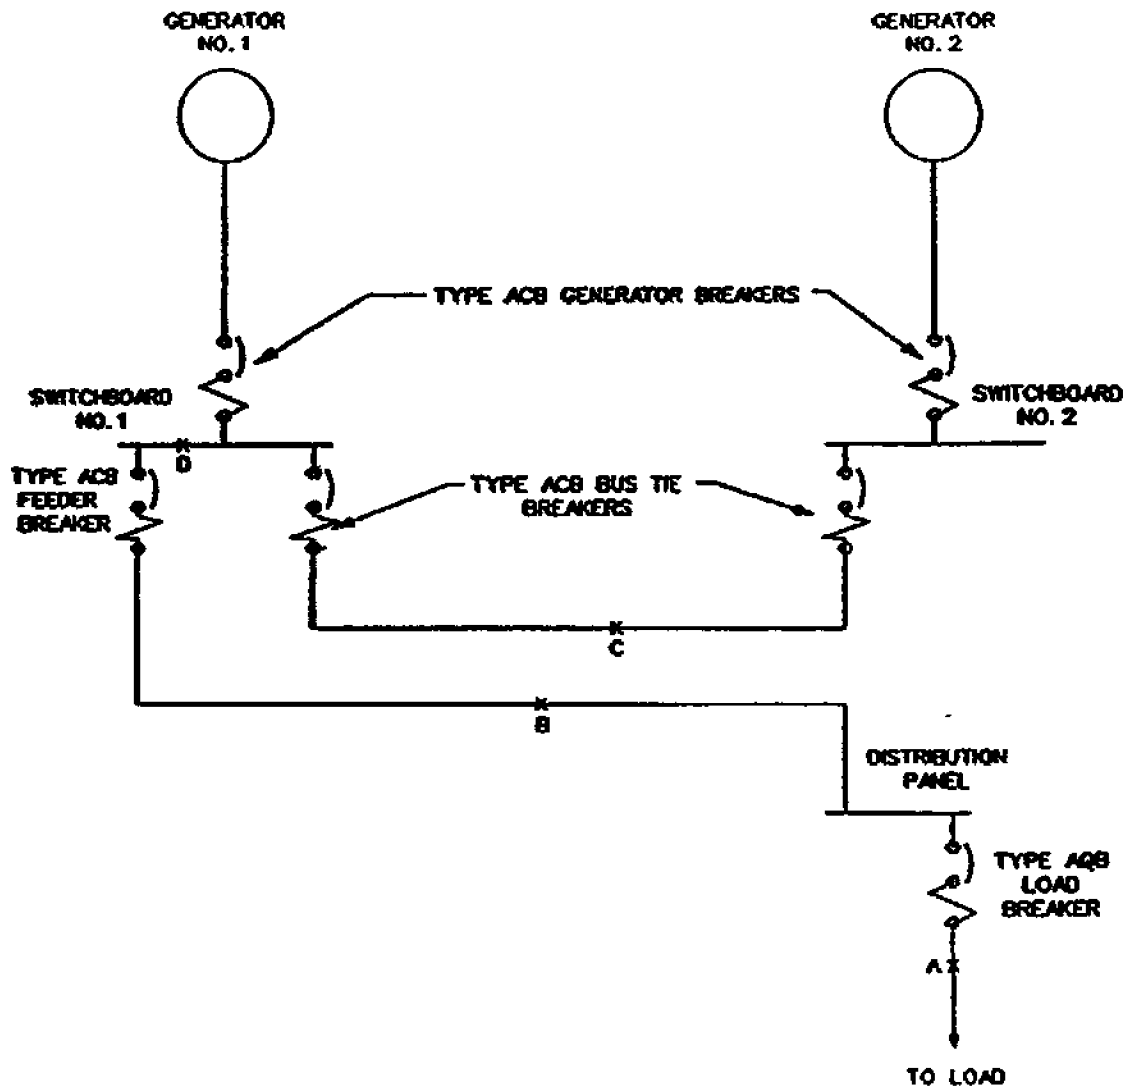 GENERATOR
NO. 1
GENERATOR
NO. 2
TYPE ACB GENERATOR BREAKERS
SWITCHBOARD
NO. 1
SWITCHBOARD
NO. 2
D
TYPE ACB
FEEDER
BREAKER
TYPE ACB BUS TIE
BREAKERS
C
B
DISTRIBUTION
PANEL
TYPE AQB
LOAD
BREAKER
A
TO LOAD